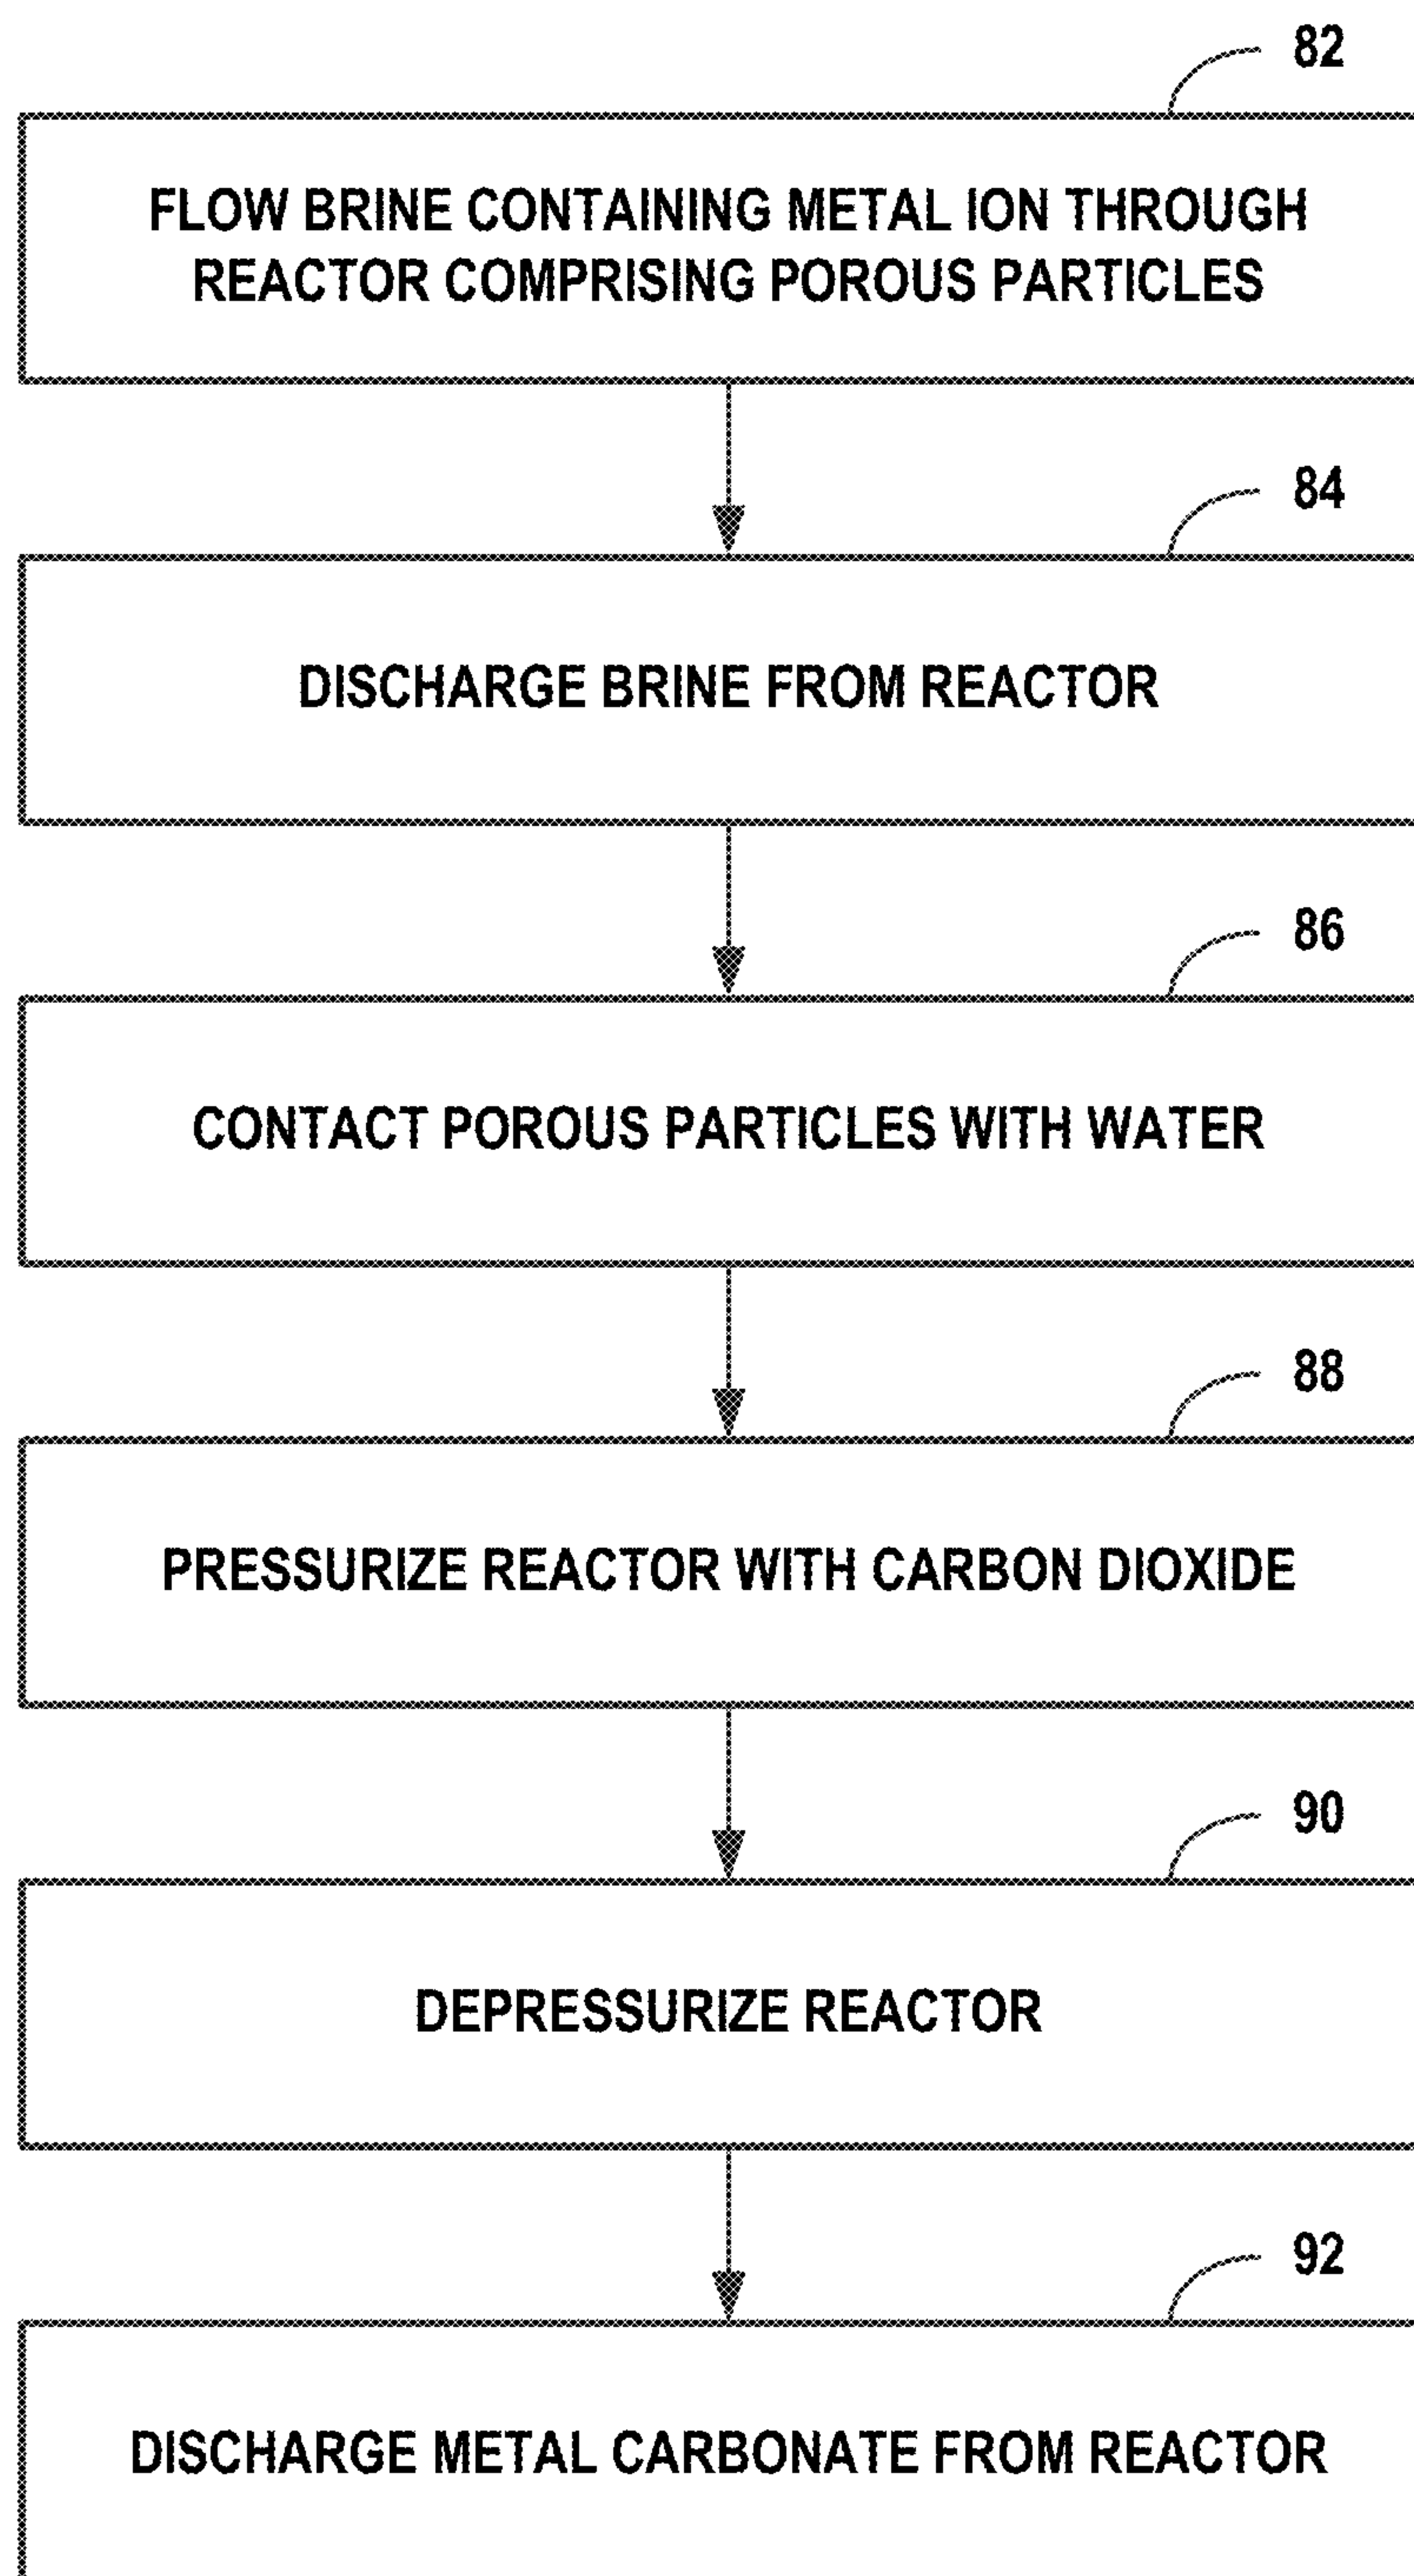 82
FLOW BRINE CONTAINING METAL ION THROUGH
REACTOR COMPRISING POROUS PARTICLES
84
DISCHARGE BRINE FROM REACTOR
86
CONTACT POROUS PARTICLES WITH WATER
88
PRESSURIZE REACTOR WITH CARBON DIOXIDE
90
DEPRESSURIZE REACTOR
92
DISCHARGE METAL CARBONATE FROM REACTOR